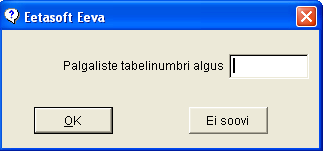 Eetasoft Eeva
Palgaliste tabelinumbri algus
OK
Ei soovi